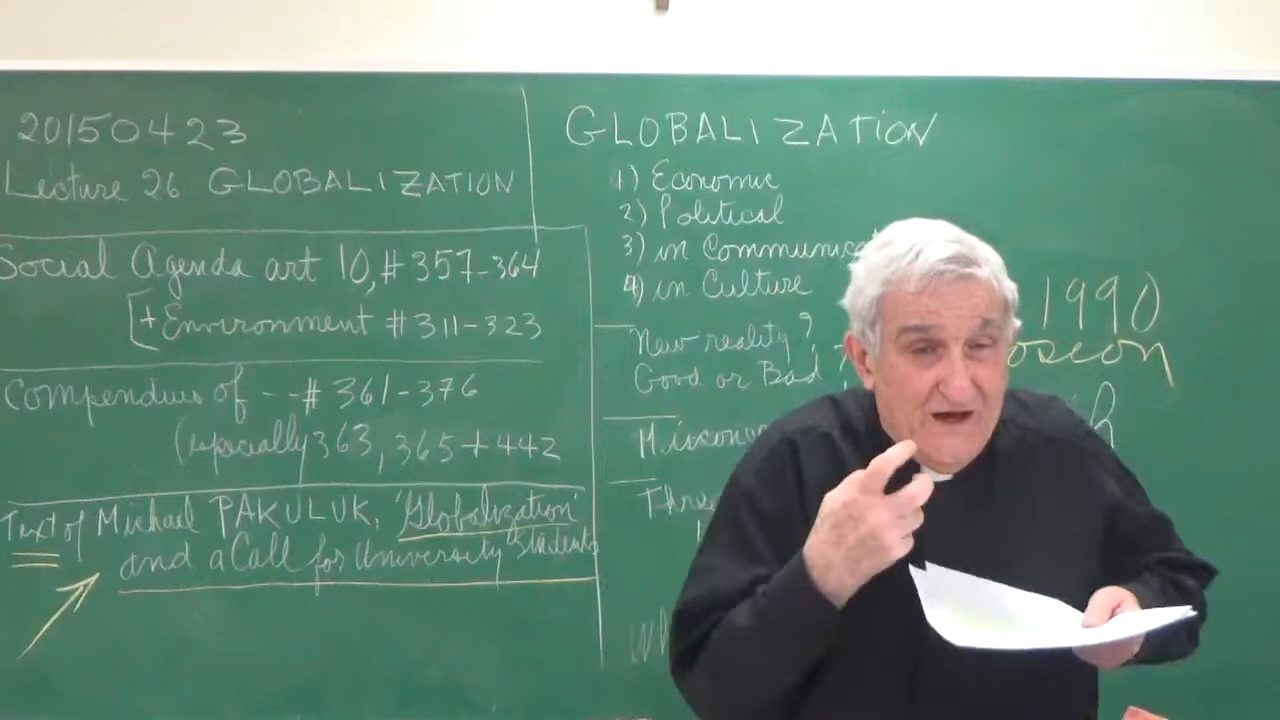 20150423
Lecture 26 GLOBALIZATION
Social Agenda art 10, #357-364
[+Environment #311-323
Compendium of --# 361-376
(especially 363, 365+442
Text of Michael PAKULUK, 'Globalization'
and a Call for University Students
GLOBALIZATION
1) Economic
2) Political
3) in Communicat
4) in Culture
New reality?
Good or Bad
1990